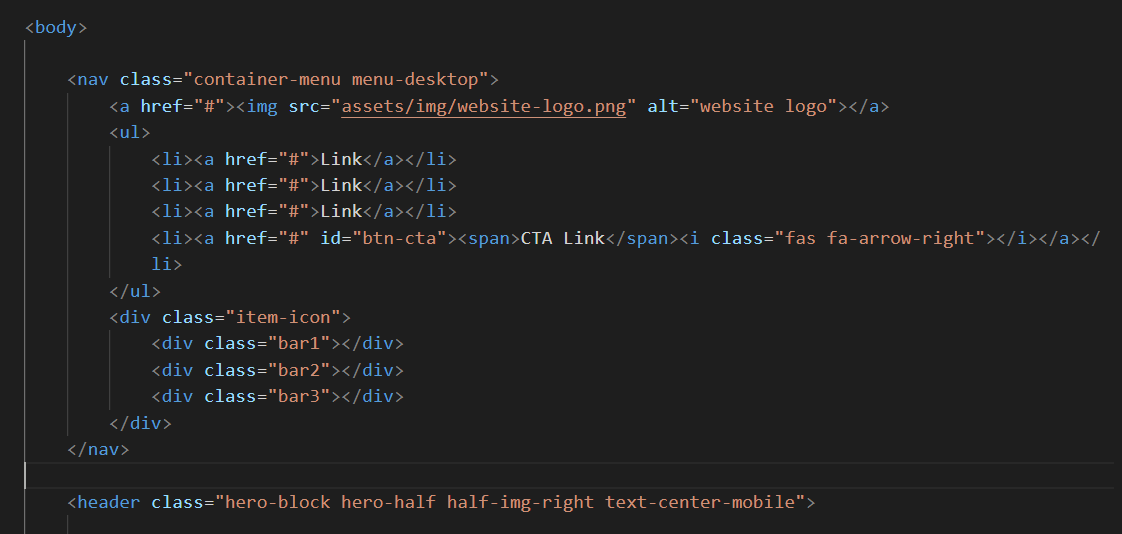 <body>
<nav class="container-menu menu-desktop">
<a href="#"><img src="assets/img/website-logo.png" alt="website logo"></a>
<ul>
<li><a href="#">Link</a></li>
<li><a href="#">Link</a></li>
<li><a href="#">Link</a></li>
<li><a href="#" id="btn-cta"><span>CTA Link</span><i class="fas fa-arrow-right"></i></a></
li>
</ul>
<div class="item-icon">
<div class="bar1"></div>
<div class="bar2"></div>
<div class="bar3"></div>
</div>
</nav>
<header class="hero-block hero-half half-img-right text-center-mobile">